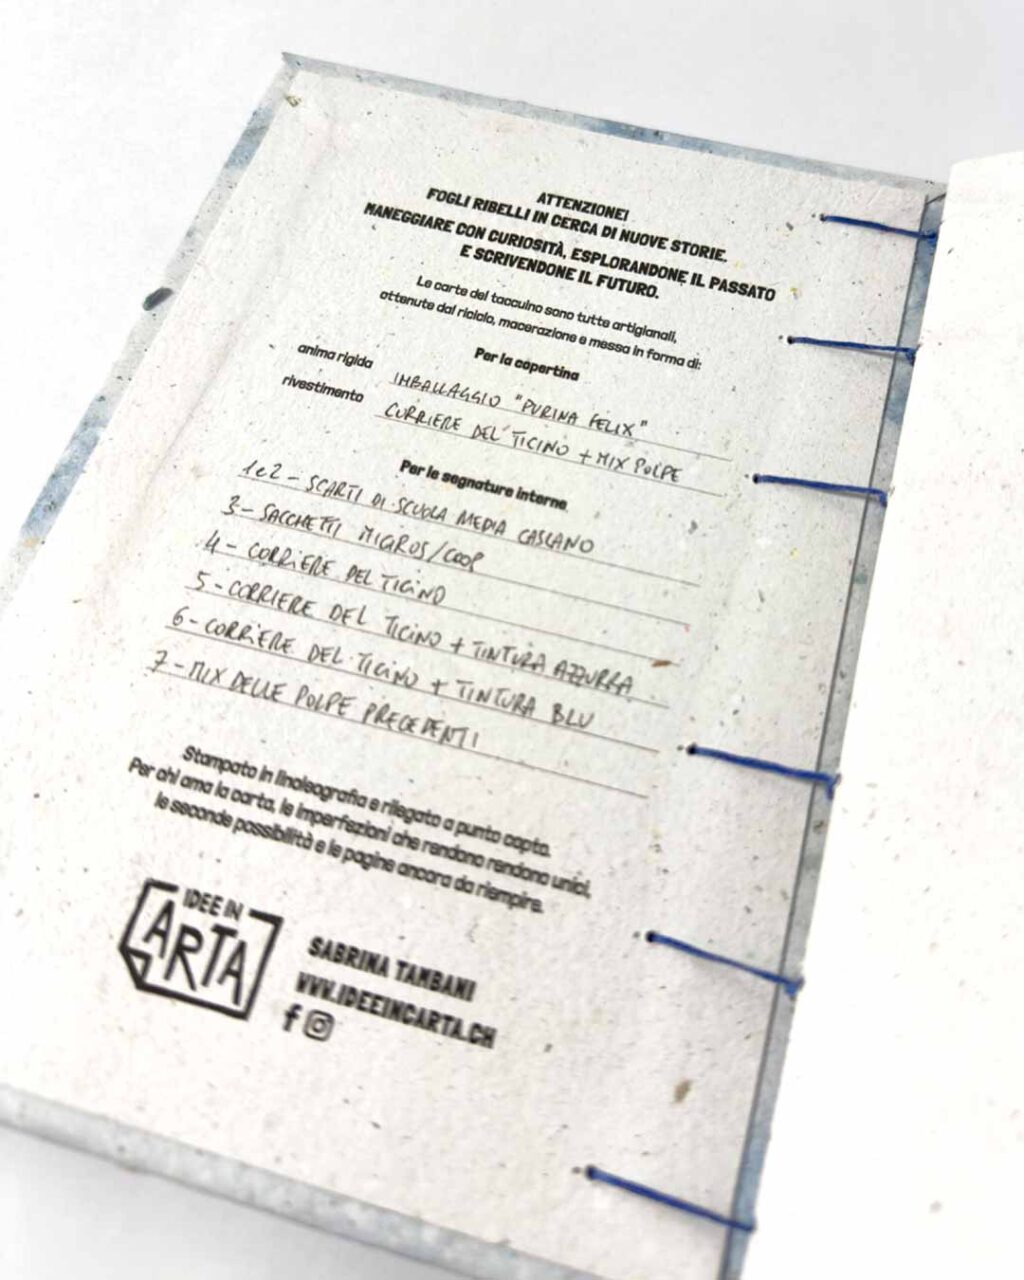 ATTENZIONE!
FOGLI RIBELLI IN CERCA DI NUOVE STORIE.
MANEGGIARE CON CURIOSITÀ, ESPLORANDONE IL PASSATO
E SCRIVENDONE IL FUTURO.
Le carte del taccuino sono tutte artigianali,
ottenute dal riciclo, macerazione e messa in forma di:
Per la copertina
anima rigida IMBALLAGGIO "PURINA FELIX"
rivestimento CORRIERE DEL TICINO + MIX POLPE
Per le segnature interne
1e2 - SCARTI DI SCUOLA MEDIA CASLANO
3 - SACCHETTI MIGROS/COOP
4 - CORRIERE DEL TICINO
5 - CORRIERE DEL TICINO + TINTURA AZZURRA
6 - CORRIERE DEL TICINO + TINTURA BLU
7 - MIX DELLE POLPE PRECEDENTI
Stampato in linoleografia e rilegato a punto copto.
Per chi ama la carta, le imperfezioni che rendono rendono unici,
le seconde possibilità e le pagine ancora da riempire.
IDEE IN
ARTA
SABRINA TAMBANI
WWW.IDEEINCARTA.CH
f